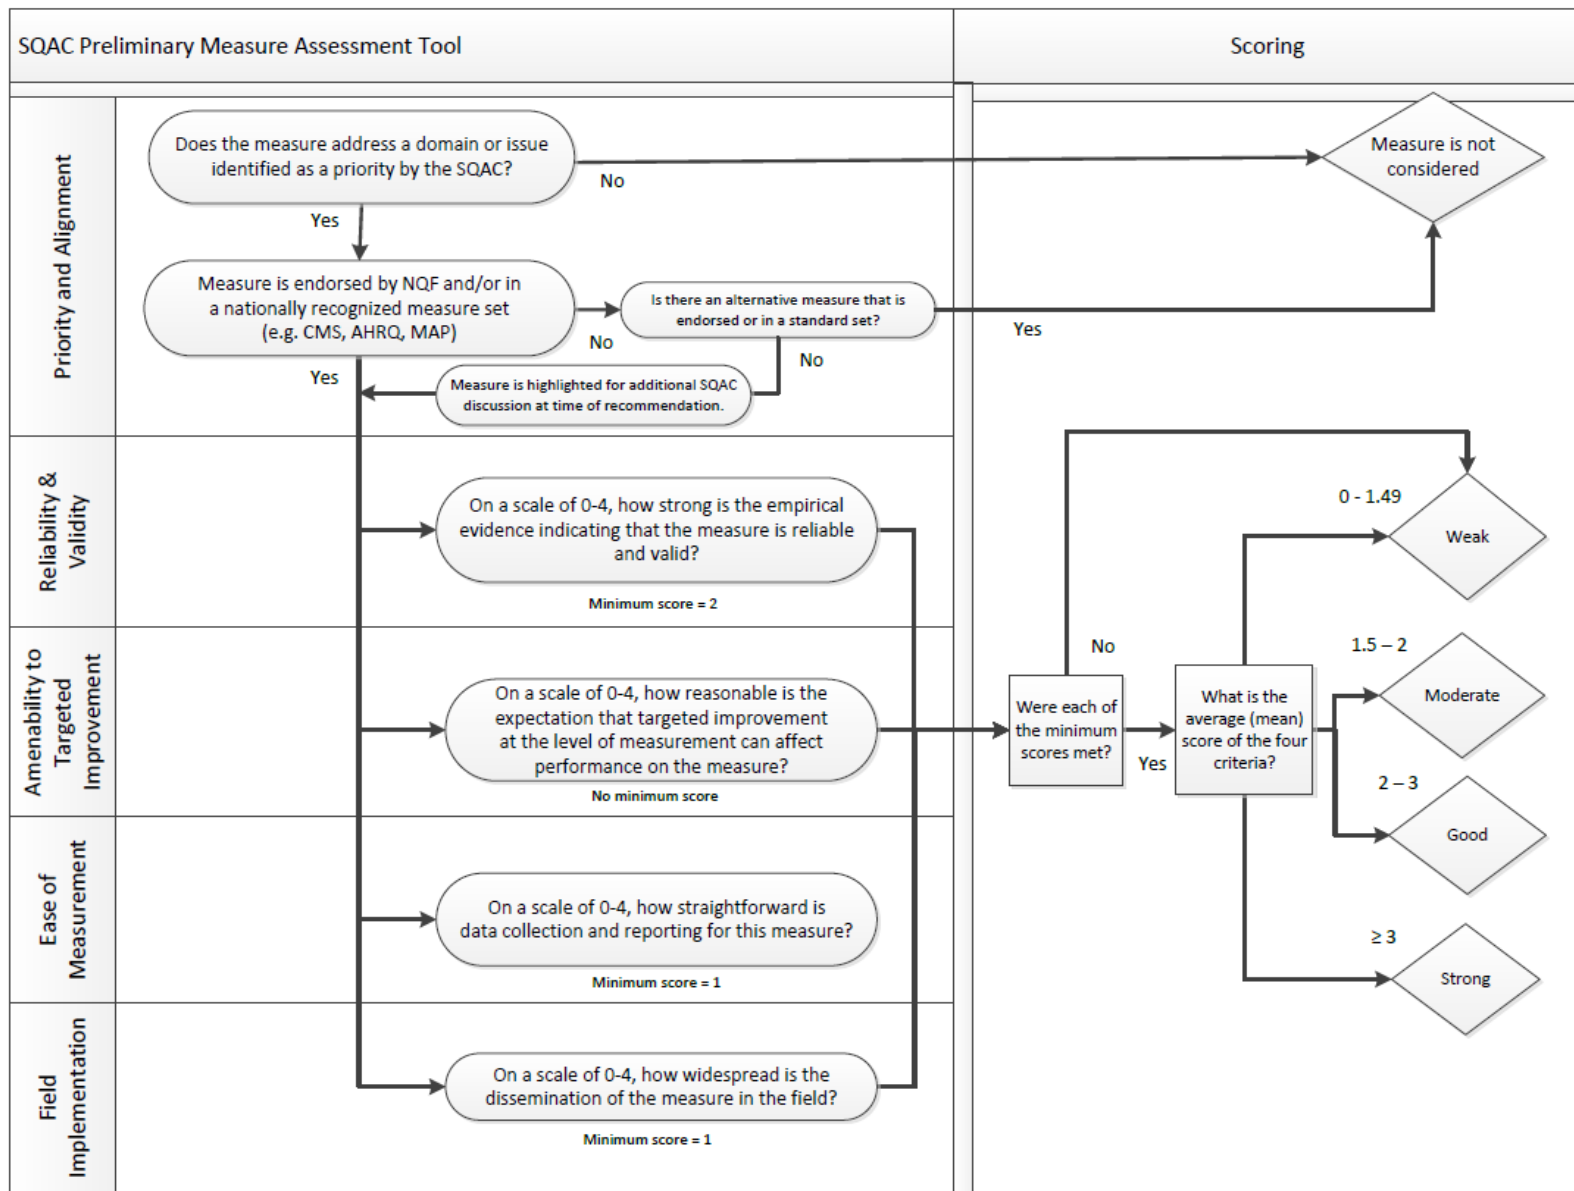 SQAC Preliminary Measure Assessment Tool
Scoring
Priority and Alignment
Does the measure address a domain or issue
identified as a priority by the SQAC?
No
Measure is not
considered
Yes
Measure is endorsed by NQF and/or in
a nationally recognized measure set
(e.g. CMS, AHRQ, MAP)
No
Is there an alternative measure that is
endorsed or in a standard set?
Yes
No
Yes
Measure is highlighted for additional SQAC
discussion at time of recommendation.
Reliability &
Validity
On a scale of 0-4, how strong is the empirical
evidence indicating that the measure is reliable
and valid?
Minimum score = 2
Amenability to
Targeted
Improvement
On a scale of 0-4, how reasonable is the
expectation that targeted improvement
at the level of measurement can affect
performance on the measure?
No minimum score
Ease of
Measurement
On a scale of 0-4, how straightforward is
data collection and reporting for this measure?
Minimum score = 1
Field
Implementation
On a scale of 0-4, how widespread is the
dissemination of the measure in the field?
Minimum score = 1
Were each of
the minimum
scores met?
No
Yes
What is the
average (mean)
score of the four
criteria?
0 - 1.49
Weak
1.5 – 2
Moderate
2 – 3
Good
≥ 3
Strong